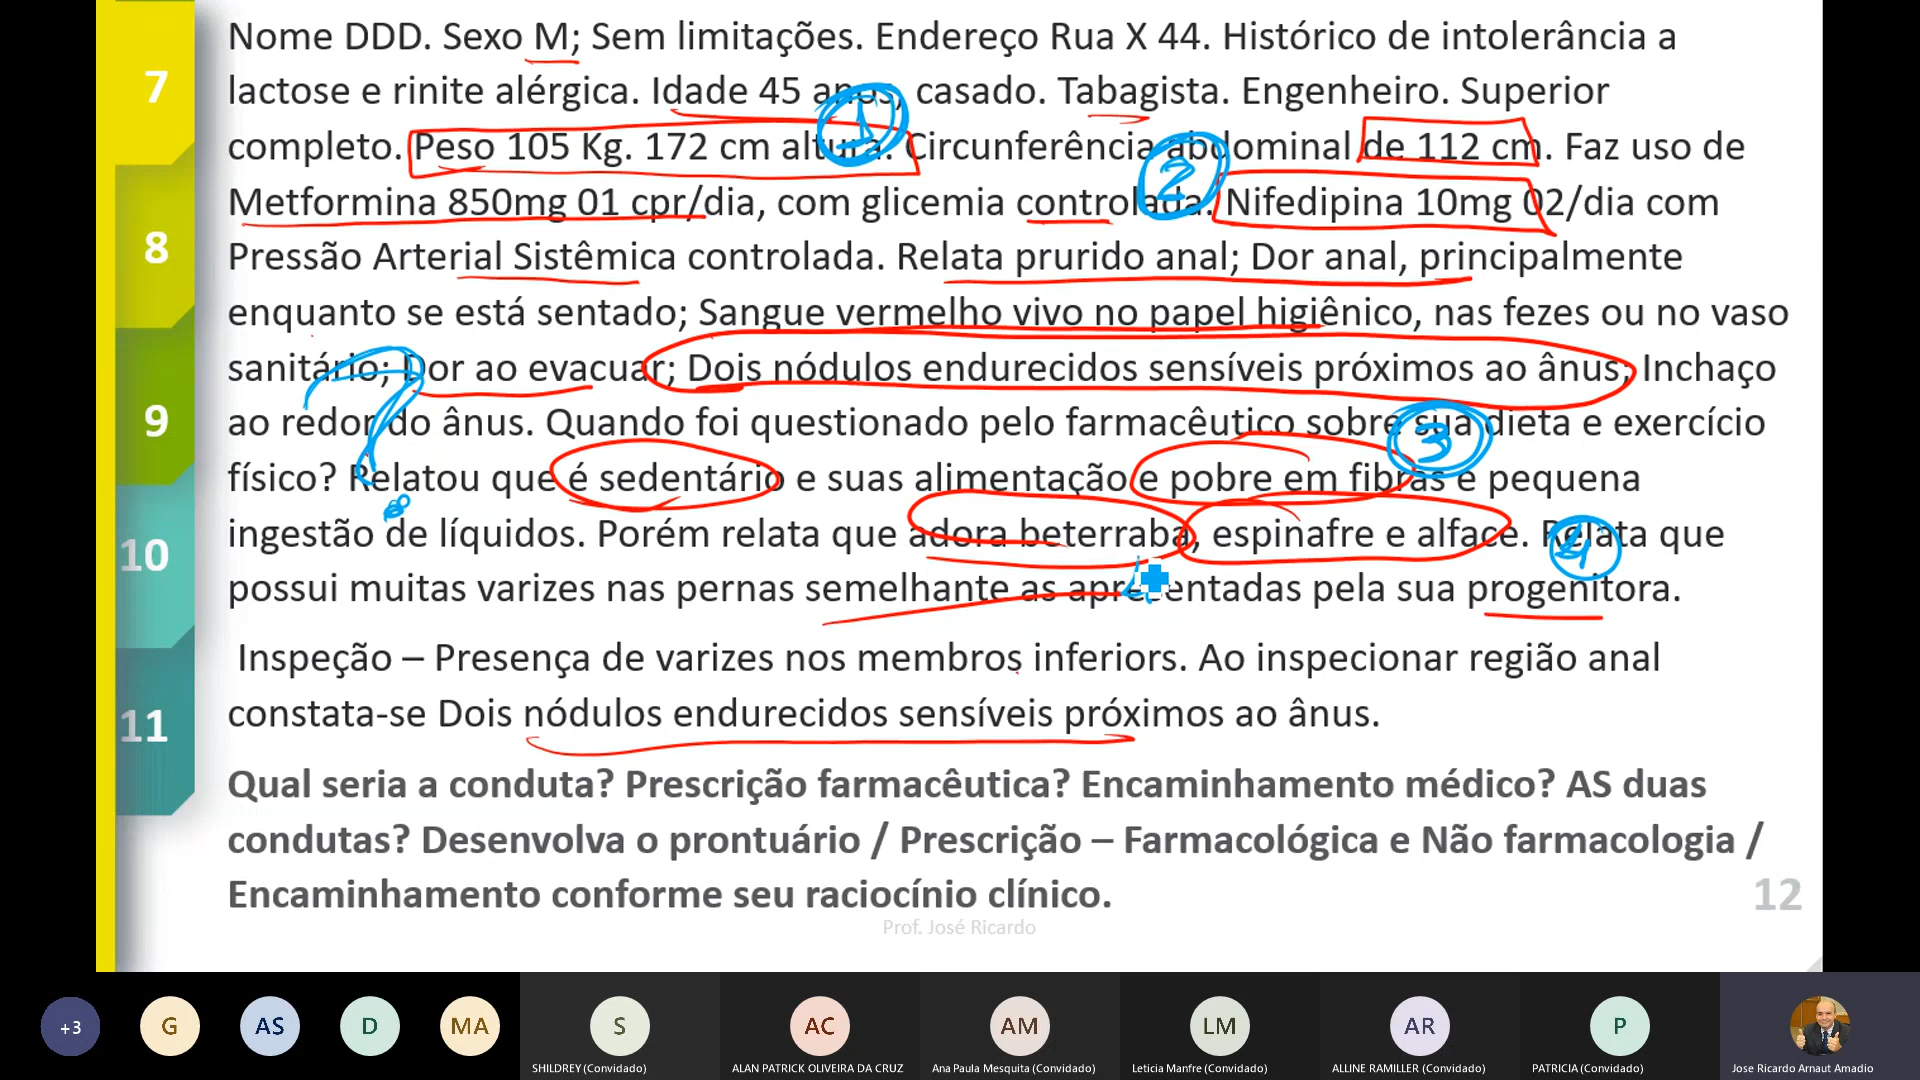 7
Nome DDD. Sexo M; Sem limitações. Endereço Rua X 44. Histórico de intolerância a
lactose e rinite alérgica. Idade 45 anos, casado. Tabagista. Engenheiro. Superior
1
completo. Peso 105 Kg. 172 cm altura. Circunferência abdominal de 112 cm. Faz uso de
2
8
Metformina 850mg 01 cpr/dia, com glicemia controlada. Nifedipina 10mg 02/dia com
Pressão Arterial Sistêmica controlada. Relata prurido anal; Dor anal, principalmente
enquanto se está sentado; Sangue vermelho vivo no papel higiênico, nas fezes ou no vaso
sanitário; Dor ao evacuar; Dois nódulos endurecidos sensíveis próximos ao ânus; Inchaço
?
9
ao redor do ânus. Quando foi questionado pelo farmacêutico sobre sua dieta e exercício
3
físico? Relatou que é sedentário e suas alimentação e pobre em fibras e pequena
10
ingestão de líquidos. Porém relata que adora beterraba, espinafre e alface. Relata que
4
possui muitas varizes nas pernas semelhante as apresentadas pela sua progenitora.
Inspeção – Presença de varizes nos membros inferiors. Ao inspecionar região anal
11
constata-se Dois nódulos endurecidos sensíveis próximos ao ânus.
Qual seria a conduta? Prescrição farmacêutica? Encaminhamento médico? AS duas
condutas? Desenvolva o prontuário / Prescrição – Farmacológica e Não farmacologia /
Encaminhamento conforme seu raciocínio clínico.
12
Prof. José Ricardo
+3
G
AS
D
MA
S
AC
AM
LM
AR
P
SHILDREY (Convidado)
ALAN PATRICK OLIVEIRA DA CRUZ
Ana Paula Mesquita (Convidado)
Leticia Manfre (Convidado)
ALLINE RAMILLER (Convidado)
PATRICIA (Convidado)
Jose Ricardo Arnaut Amadio